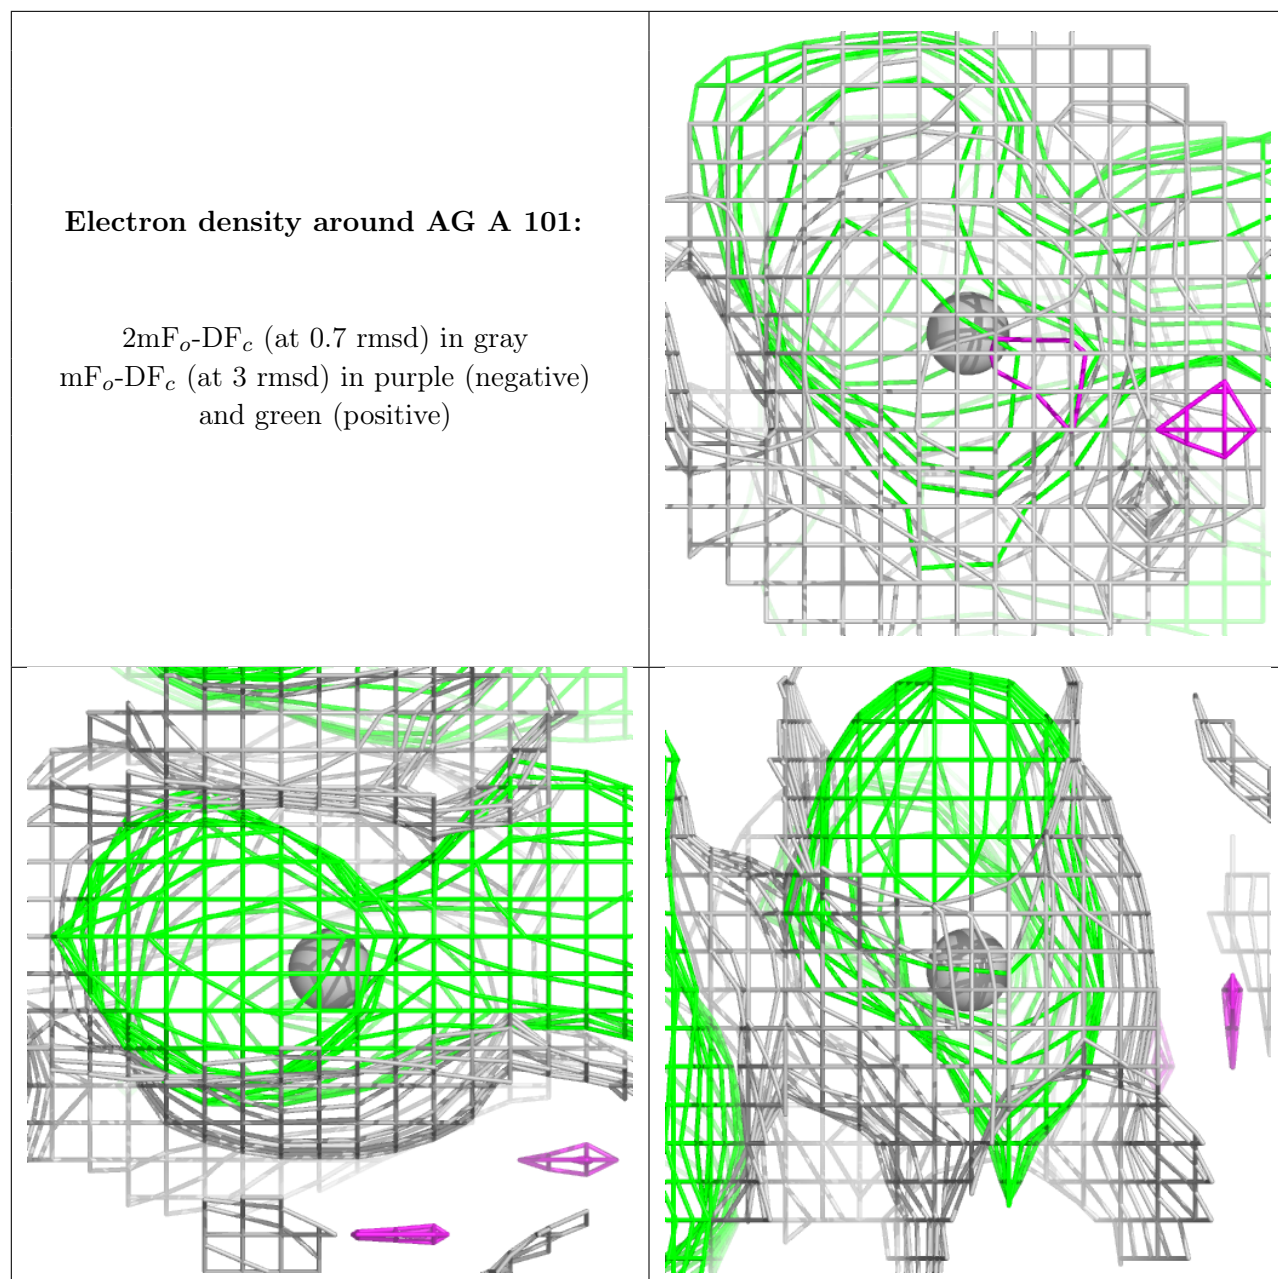 Electron density around AG A 101:
2mFo-DFc (at 0.7 rmsd) in gray
mFo-DFc (at 3 rmsd) in purple (negative)
and green (positive)